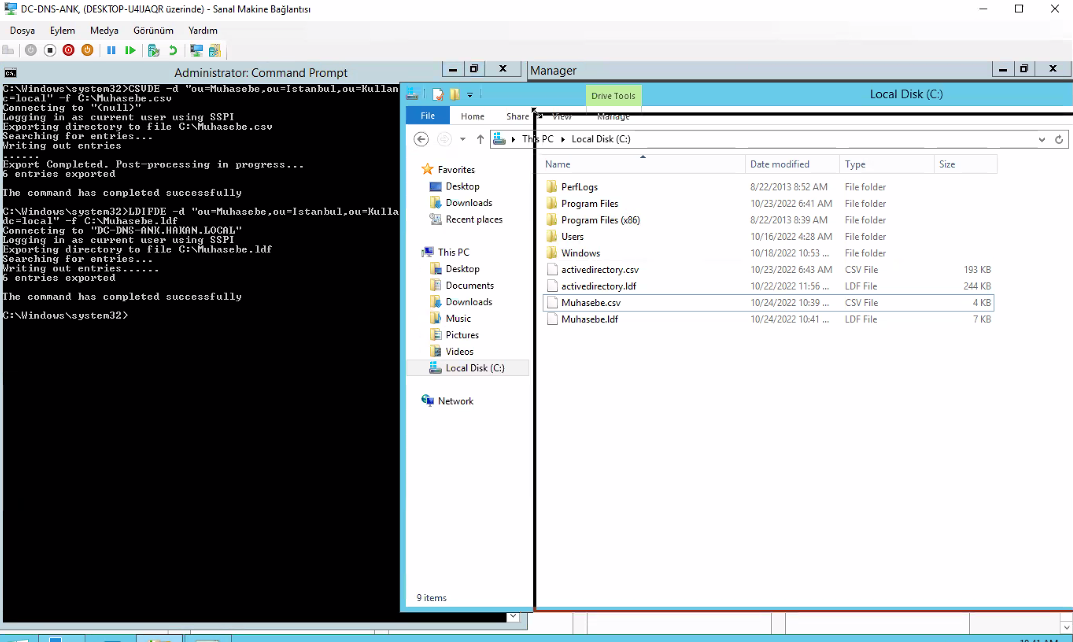 DC-DNS-ANK, (DESKTOP-U4IJAQR üzerinde) - Sanal Makine Bağlantısı
Dosya Eylem Medya Görünüm Yardım
Administrator: Command Prompt
C:\Windows\system32>CSVDE -d "ou=Muhasebe,ou=Istanbul,ou=Kullan
c=local" -f C:\Muhasebe.csv
Connecting to "(null)"
Logging in as current user using SSPI
Exporting directory to file C:\Muhasebe.csv
Searching for entries...
Writing out entries
......
Export Completed. Post-processing in progress...
6 entries exported
The command has completed successfully
C:\Windows\system32>LDIFDE -d "ou=Muhasebe,ou=Istanbul,ou=Kulla
dc=local" -f C:\Muhasebe.ldf
Connecting to "DC-DNS-ANK.HAKAN.LOCAL"
Logging in as current user using SSPI
Exporting directory to file C:\Muhasebe.ldf
Searching for entries...
Writing out entries......
6 entries exported
The command has completed successfully
C:\Windows\system32>
Manager
Drive Tools
Local Disk (C:)
File Home Share View Manage
This PC Local Disk (C:)
Favorites
Desktop
Downloads
Recent places
This PC
Desktop
Documents
Downloads
Music
Pictures
Videos
Local Disk (C:)
Network
Name Date modified Type Size
PerfLogs 8/22/2013 8:52 AM File folder
Program Files 10/23/2022 6:41 AM File folder
Program Files (x86) 8/22/2013 8:39 AM File folder
Users 10/16/2022 4:28 AM File folder
Windows 10/18/2022 10:53 ... File folder
activedirectory.csv 10/23/2022 6:43 AM CSV File 193 KB
activedirectory.ldf 10/22/2022 11:56 ... LDF File 244 KB
Muhasebe.csv 10/24/2022 10:39 ... CSV File 4 KB
Muhasebe.ldf 10/24/2022 10:41 ... LDF File 7 KB
9 items
10:41 AM